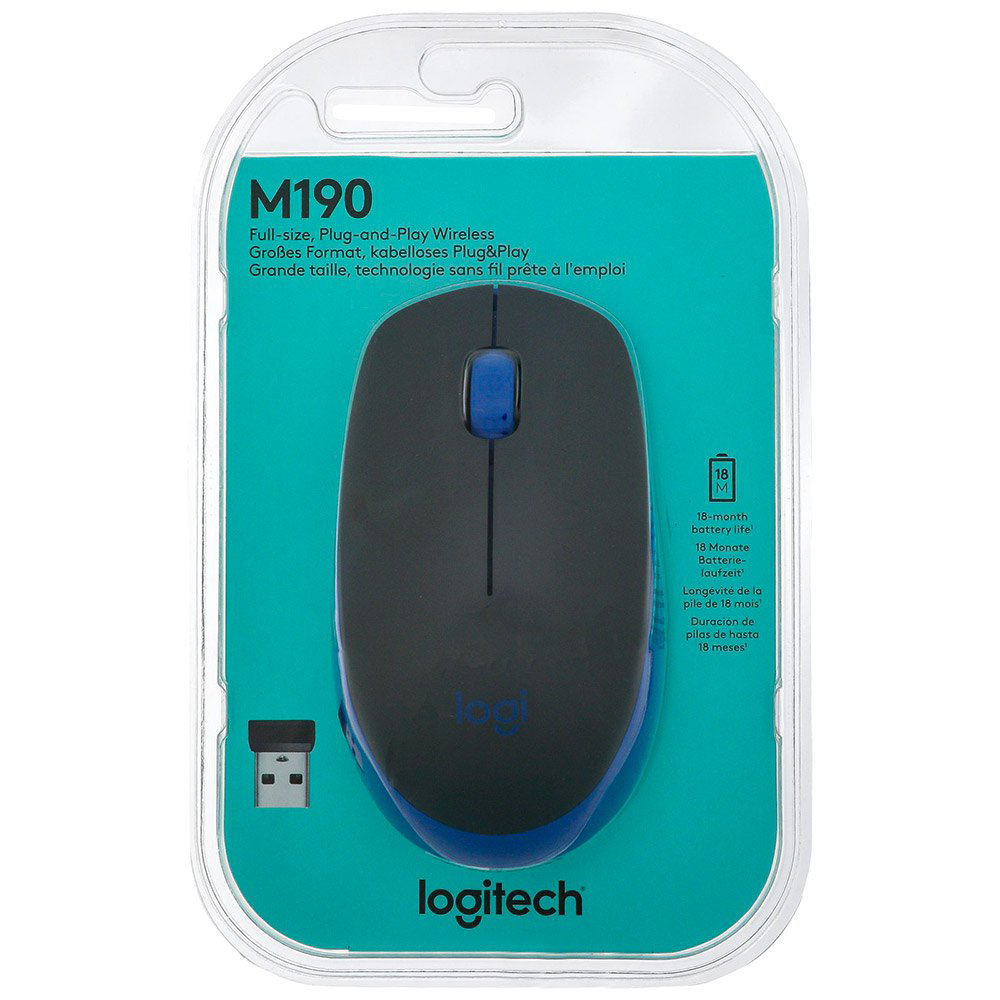 M190
Full-size, Plug-and-Play Wireless
Großes Format, kabelloses Plug&Play
Grande taille, technologie sans fil prête à l'emploi
18
M
18-month
battery life¹
18 Monate
Batterie-
laufzeit¹
Longévité de la
pile de 18 mois¹
Duración de
pilas de hasta
18 meses¹
logi
logitech